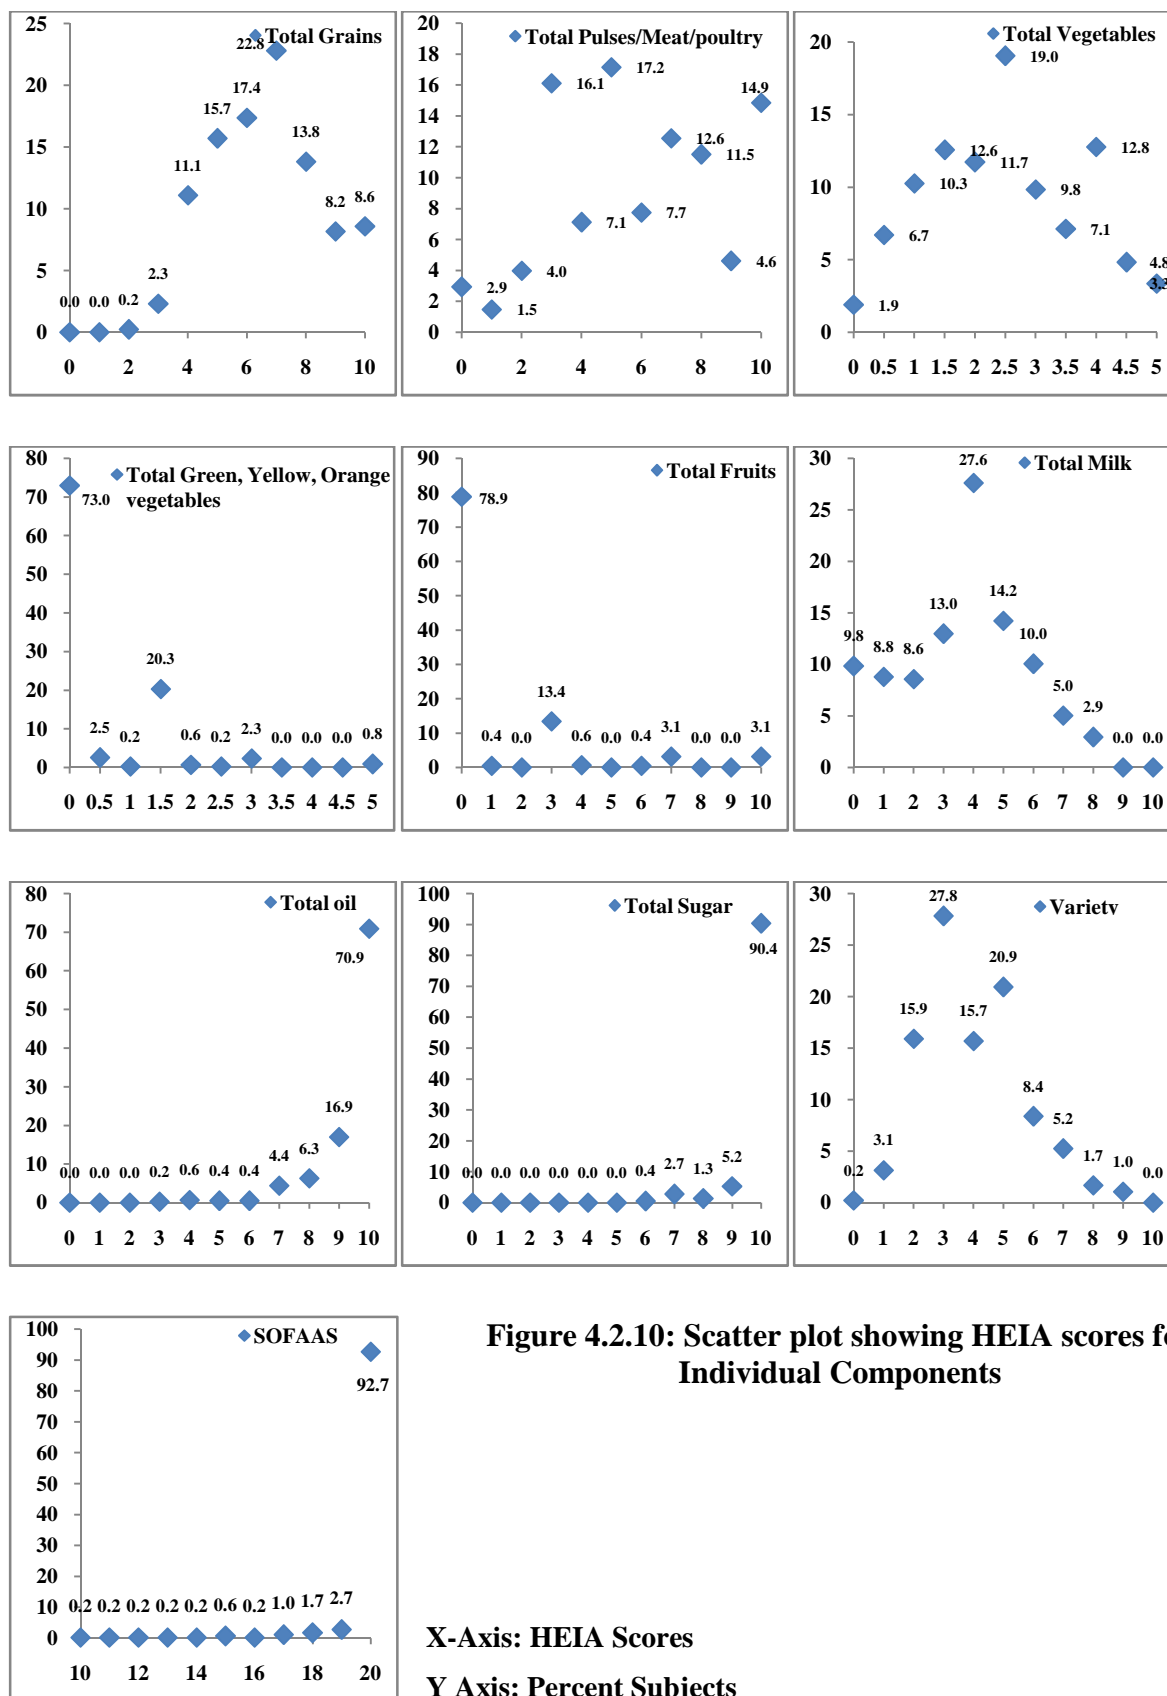 Total Grains
25
20
15
10
5
0
0.0 0.0 0.2 2.3 11.1 15.7 17.4 22.8 13.8 8.2 8.6
0 2 4 6 8 10
Total Pulses/Meat/poultry
20
18
16
14
12
10
8
6
4
2
0
2.9 1.5 4.0 16.1 7.1 17.2 7.7 12.6 11.5 4.6 14.9
0 2 4 6 8 10
Total Vegetables
20
15
10
5
0
1.9 6.7 10.3 12.6 11.7 19.0 9.8 7.1 12.8 4.8 3.3
0 0.5 1 1.5 2 2.5 3 3.5 4 4.5 5
Total Green, Yellow, Orange
vegetables
80
70
60
50
40
30
20
10
0
73.0 2.5 0.2 20.3 0.6 0.2 2.3 0.0 0.0 0.0 0.8
0 0.5 1 1.5 2 2.5 3 3.5 4 4.5 5
Total Fruits
90
80
70
60
50
40
30
20
10
0
78.9 0.4 0.0 13.4 0.6 0.0 0.4 3.1 0.0 0.0 3.1
0 1 2 3 4 5 6 7 8 9 10
Total Milk
30
25
20
15
10
5
0
9.8 8.8 8.6 13.0 27.6 14.2 10.0 5.0 2.9 0.0 0.0
0 1 2 3 4 5 6 7 8 9 10
Total oil
80
70
60
50
40
30
20
10
0
0.0 0.0 0.0 0.2 0.6 0.4 0.4 4.4 6.3 16.9 70.9
0 1 2 3 4 5 6 7 8 9 10
Total Sugar
100
90
80
70
60
50
40
30
20
10
0
0.0 0.0 0.0 0.0 0.0 0.0 0.4 2.7 1.3 5.2 90.4
0 1 2 3 4 5 6 7 8 9 10
Variety
30
25
20
15
10
5
0
0.2 3.1 15.9 27.8 15.7 20.9 8.4 5.2 1.7 1.0 0.0
0 1 2 3 4 5 6 7 8 9 10
SOFAAS
100
90
80
70
60
50
40
30
20
10
0
0.2 0.2 0.2 0.2 0.2 0.6 0.2 1.0 1.7 2.7 92.7
10 12 14 16 18 20
Figure 4.2.10: Scatter plot showing HEIA scores
Individual Components
X-Axis: HEIA Scores
Y Axis: Percent Subjects